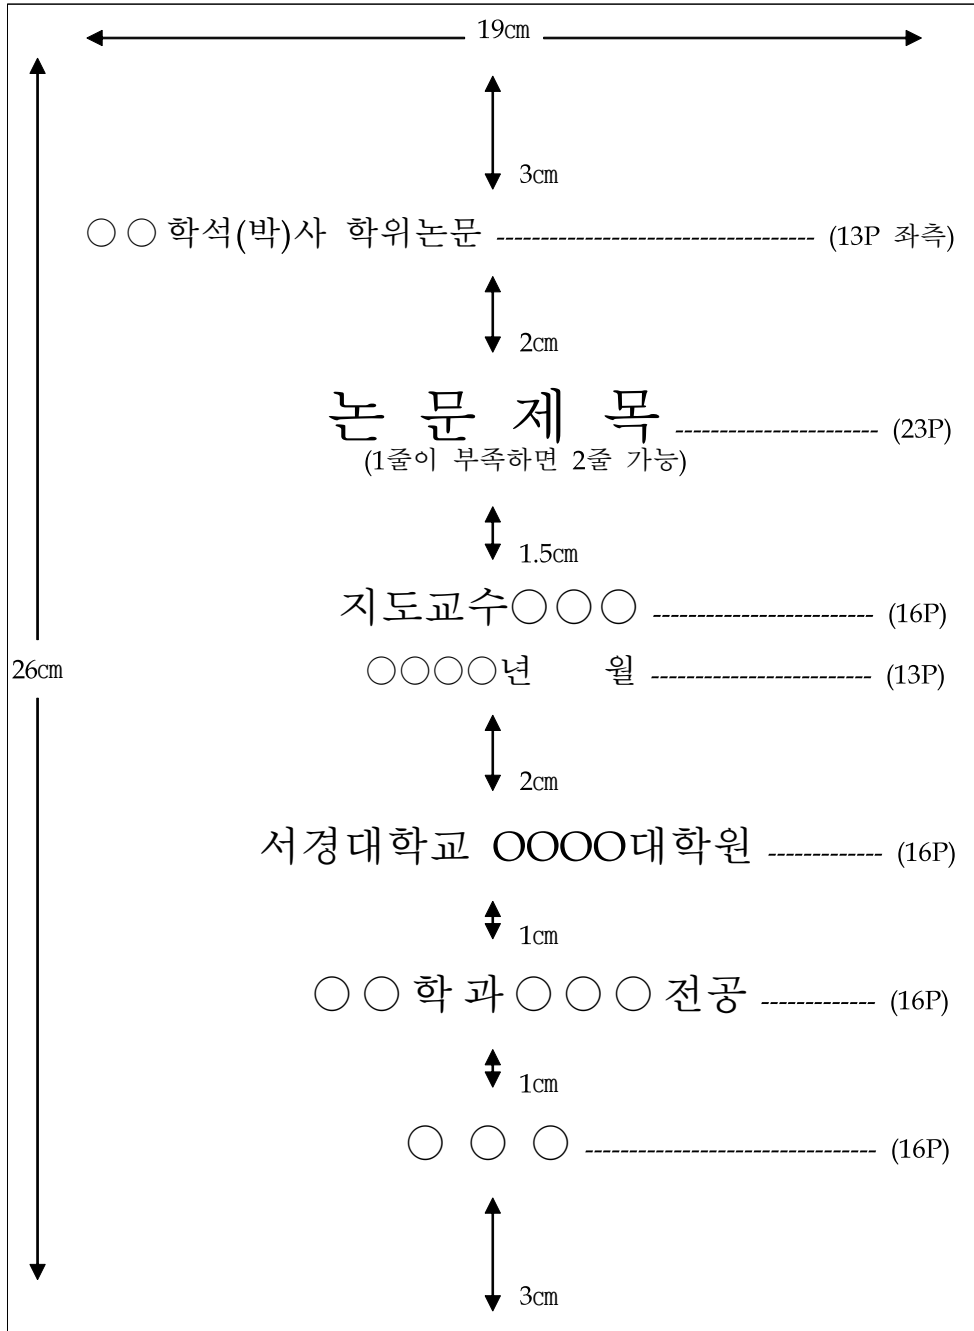 19㎝
3㎝
○○학석(박)사 학위논문 ---------------------------------- (13P 좌측)
2㎝
논 문 제 목 ---------------------- (23P)
(1줄이 부족하면 2줄 가능)
1.5㎝
지도교수○○○ ------------------------ (16P)
26㎝
○○○○년 월 ------------------------ (13P)
2㎝
서경대학교 OOOO대학원 ------------ (16P)
1㎝
○○학과○○○전공 ------------ (16P)
1㎝
○ ○ ○ -------------------------------- (16P)
3㎝